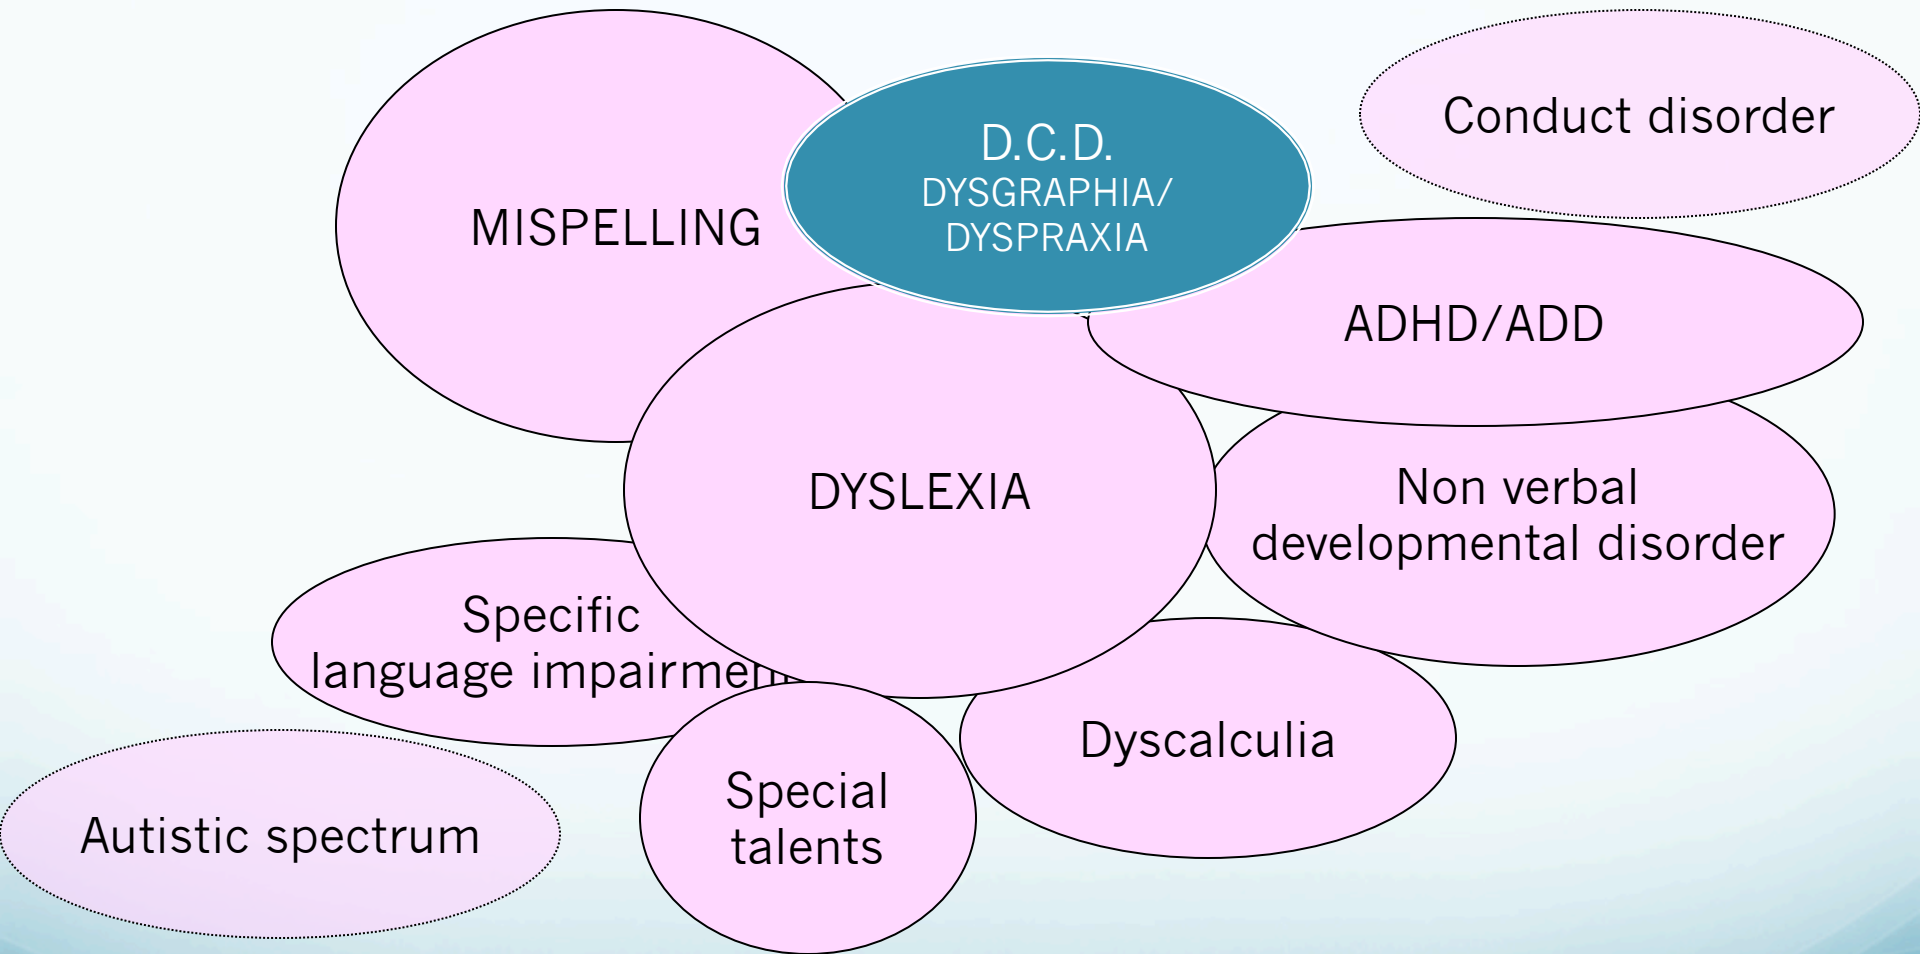 Conduct disorder
D.C.D.
DYSGRAPHIA/
DYSPRAXIA
MISPELLING
ADHD/ADD
DYSLEXIA
Non verbal
developmental disorder
Specific
language impairmen
Dyscalculia
Special
talents
Autistic spectrum